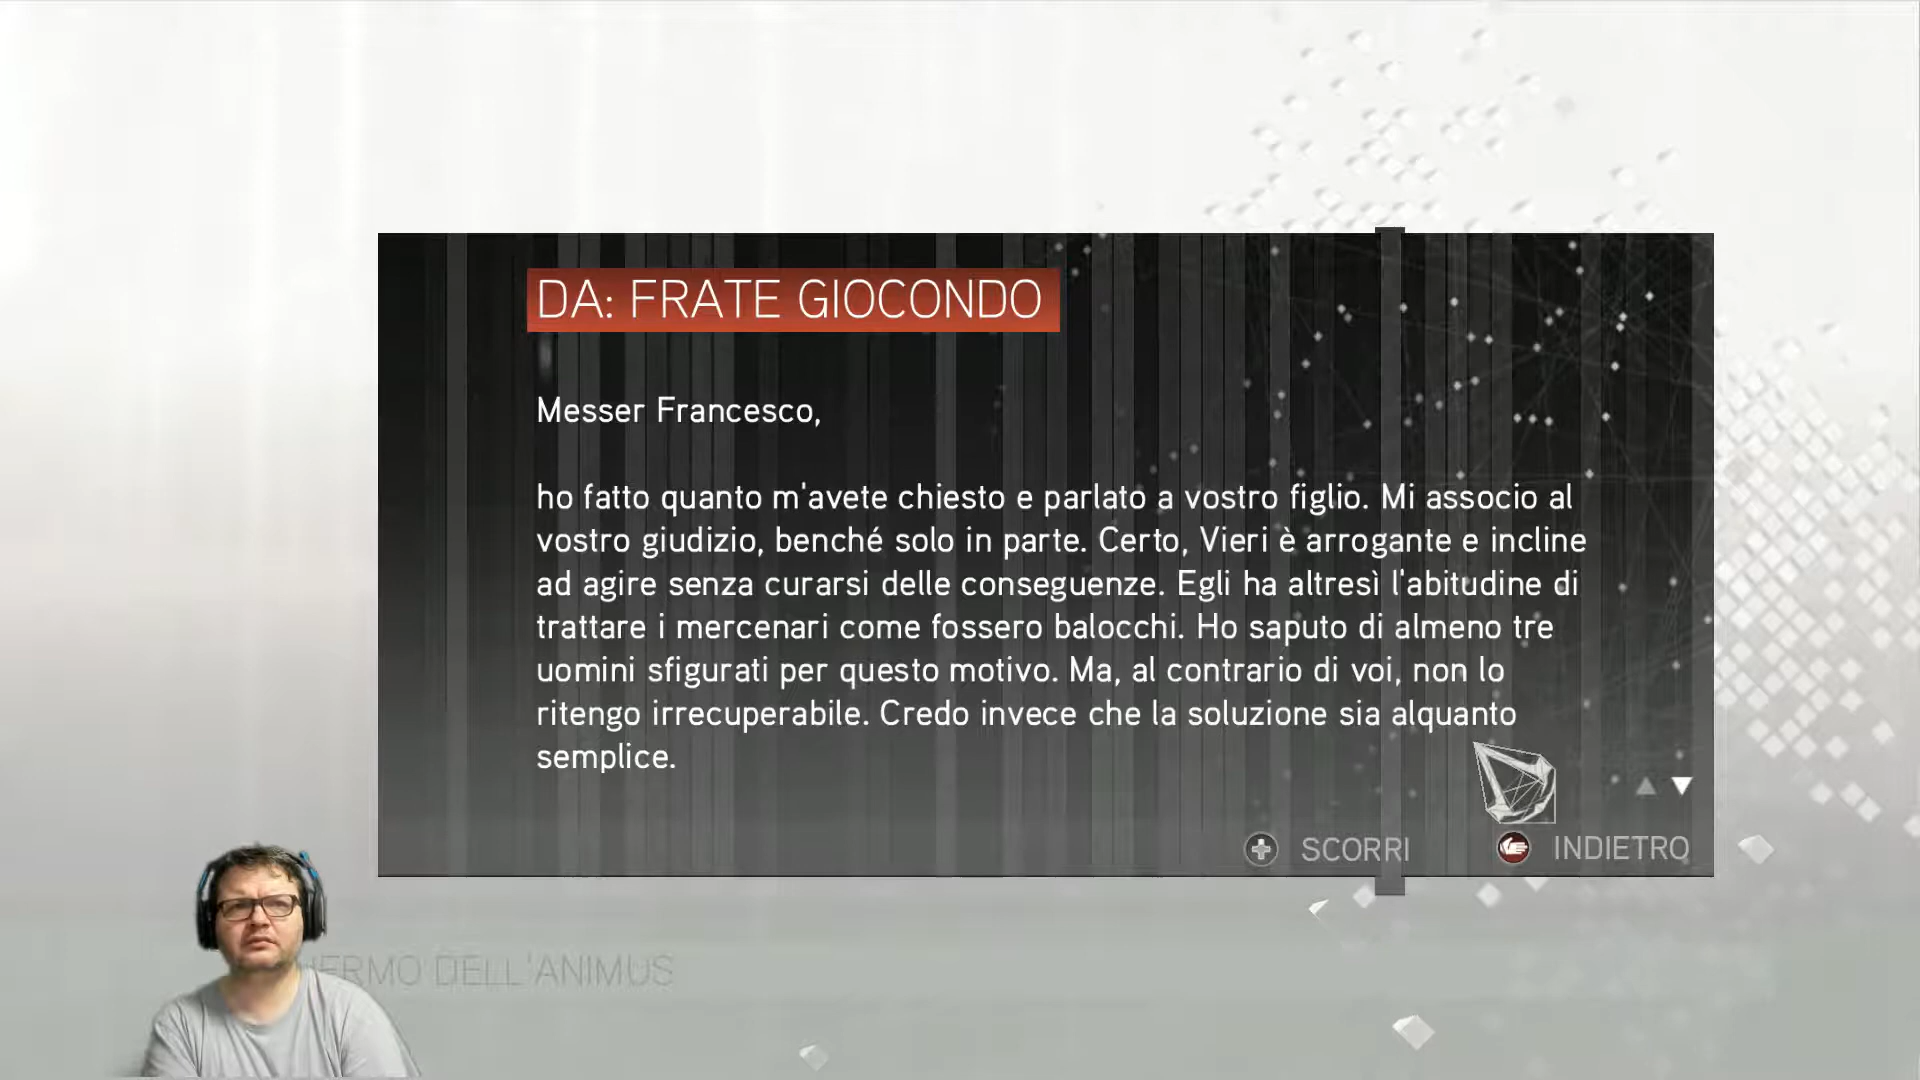 DA: FRATE GIOCONDO
Messer Francesco,
ho fatto quanto m'avete chiesto e parlato a vostro figlio. Mi associo al
vostro giudizio, benché solo in parte. Certo, Vieri è arrogante e incline
ad agire senza curarsi delle conseguenze. Egli ha altresì l'abitudine di
trattare i mercenari come fossero balocchi. Ho saputo di almeno tre
uomini sfigurati per questo motivo. Ma, al contrario di voi, non lo
ritengo irrecuperabile. Credo invece che la soluzione sia alquanto
semplice.
SCORRI INDIETRO
DELL'ANIMUS